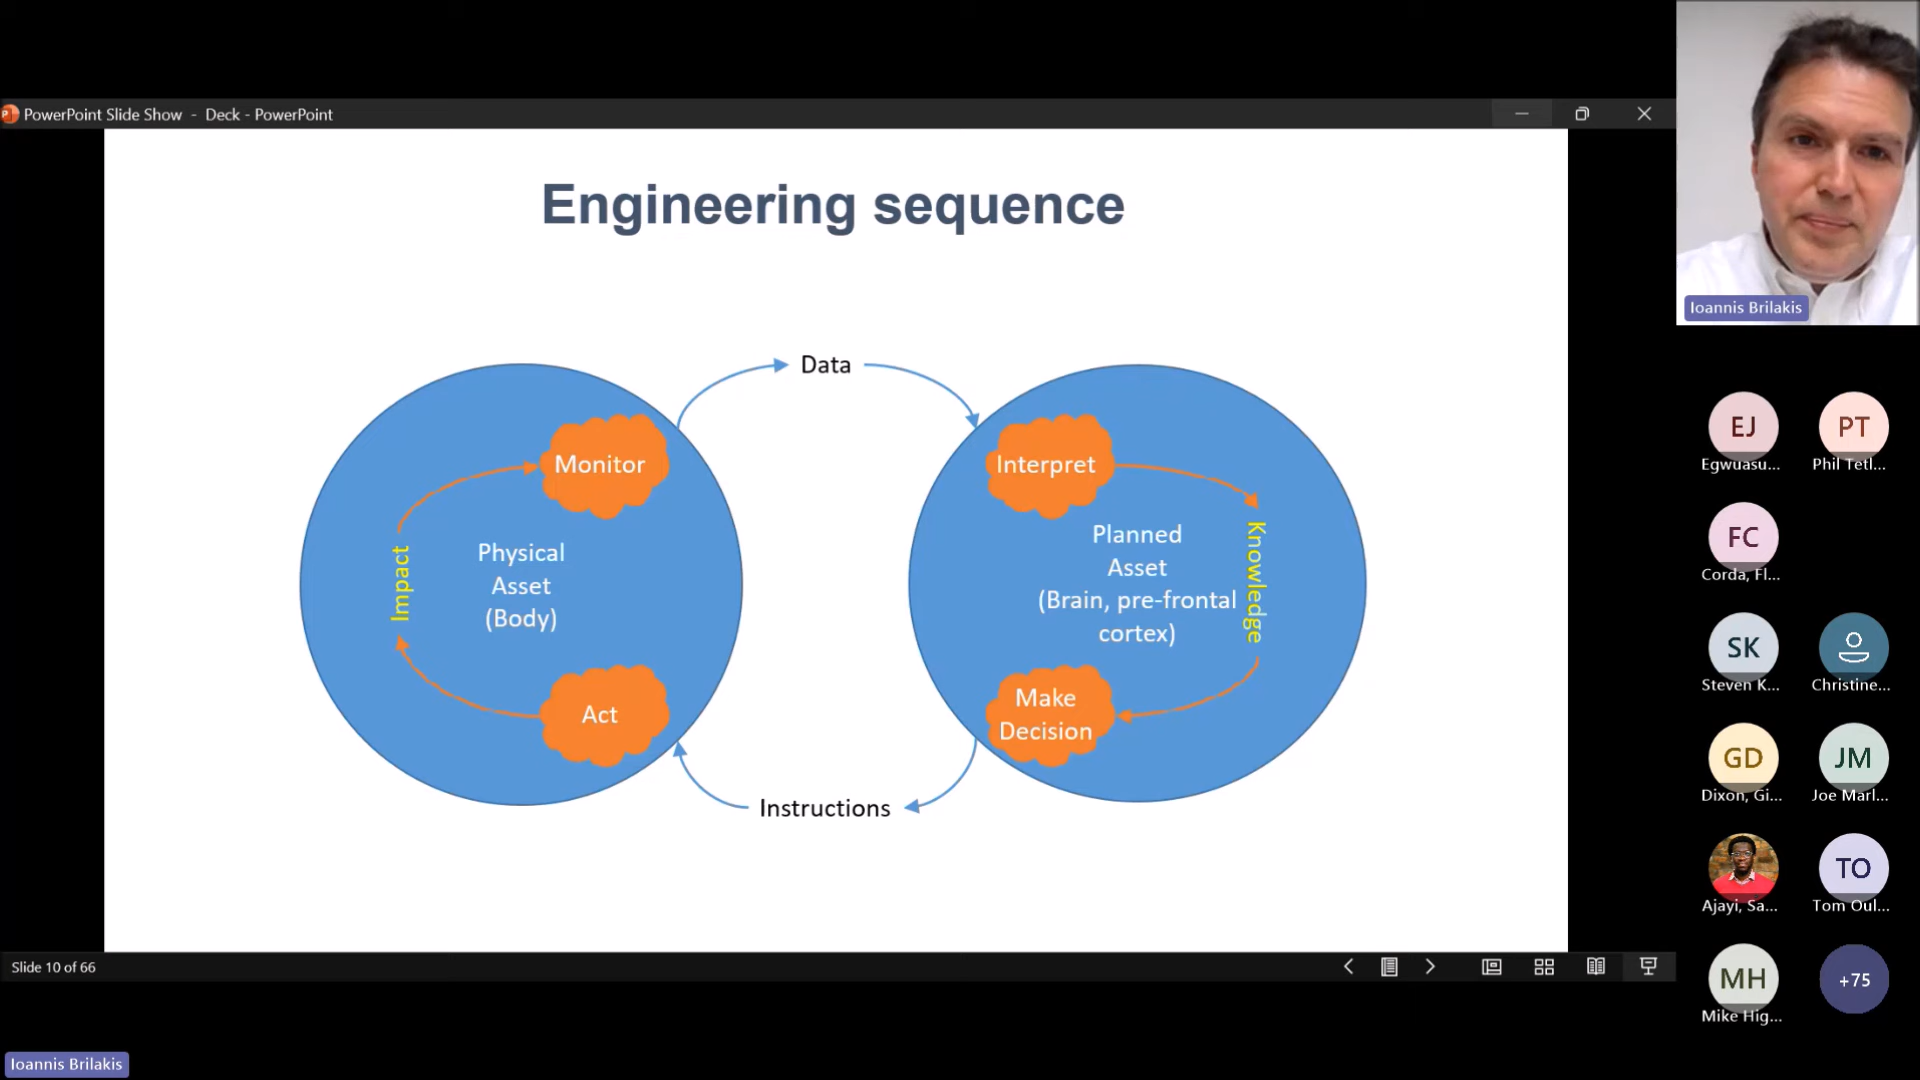 PowerPoint Slide Show - Deck - PowerPoint
Engineering sequence
Data
Monitor
Interpret
Impact
Physical
Asset
(Body)
Planned
Asset
(Brain, pre-frontal
cortex)
Knowledge
Act
Make
Decision
Instructions
Slide 10 of 66
Ioannis Brilakis
Ioannis Brilakis
EJ
Egwuasu...
PT
Phil Tetl...
FC
Corda, Fl...
SK
Steven K...
Christine...
GD
Dixon, Gi...
JM
Joe Marl...
Ajayi, Sa...
TO
Tom Oul...
MH
Mike Hig...
+75